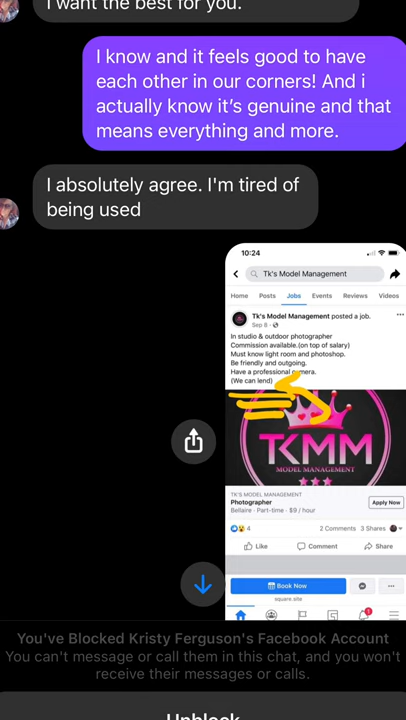 I want the best for you.
I know and it feels good to have
each other in our corners! And i
actually know it's genuine and that
means everything and more.
I absolutely agree. I'm tired of
being used
10:24
Tk's Model Management
Home Posts Jobs Events Reviews Videos
Tk's Model Management posted a job.
Sep 8
In studio & outdoor photographer
Commission available.(on top of salary)
Must know light room and photoshop.
Be friendly and outgoing.
Have a professional camera.
(We can lend)
TKMM
MODEL MANAGEMENT
TK'S MODEL MANAGEMENT
Photographer
Bellaire · Part-time · $9 / hour
Apply Now
4
2 Comments 3 Shares
Like Comment Share
Book Now
square.site
1
You've Blocked Kristy Ferguson's Facebook Account
You can't message or call them in this chat, and you won't
receive their messages or calls.
Unblock